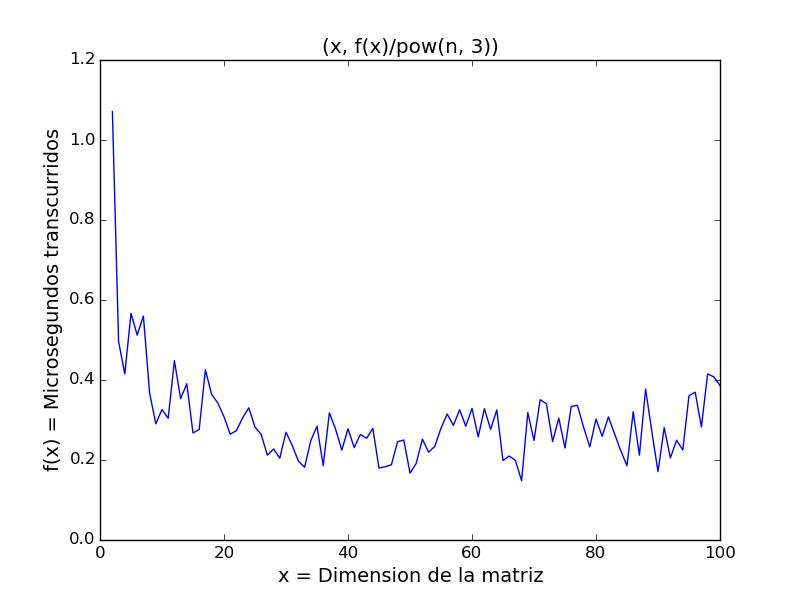 (x, f(x)/pow(n, 3))
1.2
1.0
0.8
0.6
0.4
0.2
0.0
f(x) = Microsegundos transcurridos
0 20 40 60 80 100
x = Dimension de la matriz